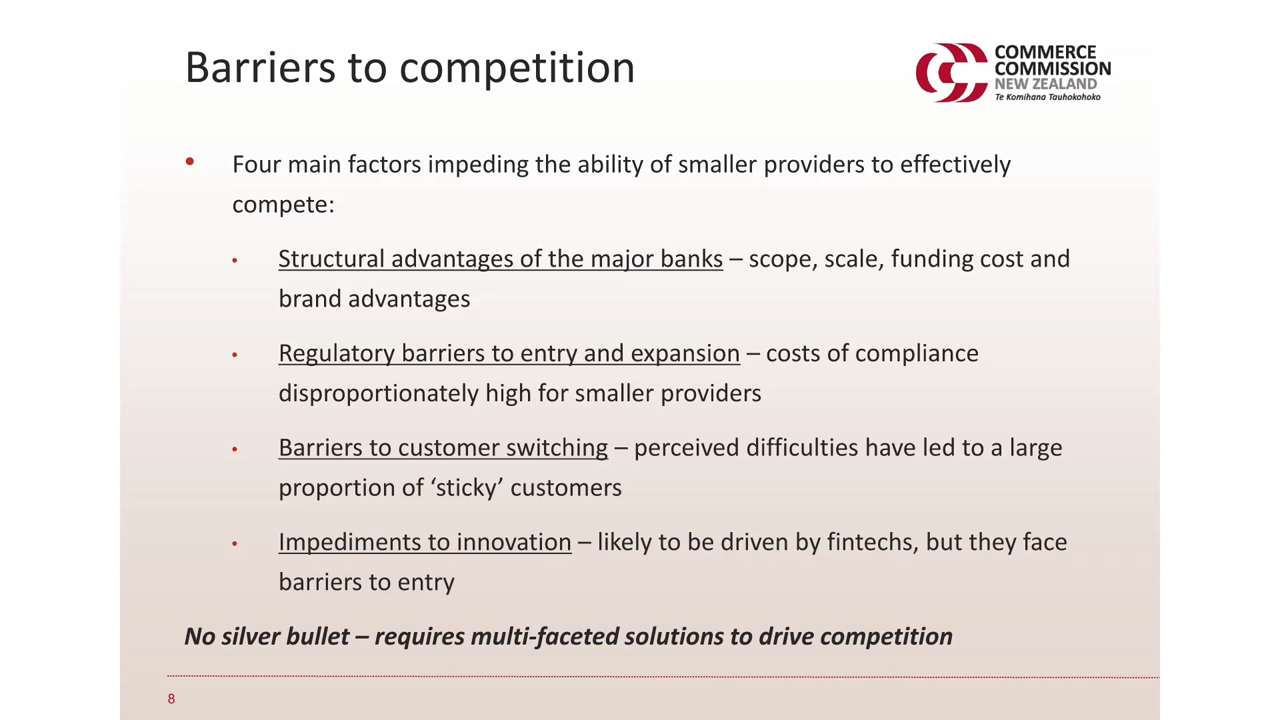 Barriers to competition
COMMERCE
COMMISSION
NEW ZEALAND
Te Komihana Tauhokohoko
• Four main factors impeding the ability of smaller providers to effectively
compete:
• Structural advantages of the major banks – scope, scale, funding cost and
brand advantages
• Regulatory barriers to entry and expansion – costs of compliance
disproportionately high for smaller providers
• Barriers to customer switching – perceived difficulties have led to a large
proportion of ‘sticky’ customers
• Impediments to innovation – likely to be driven by fintechs, but they face
barriers to entry
No silver bullet – requires multi-faceted solutions to drive competition
8